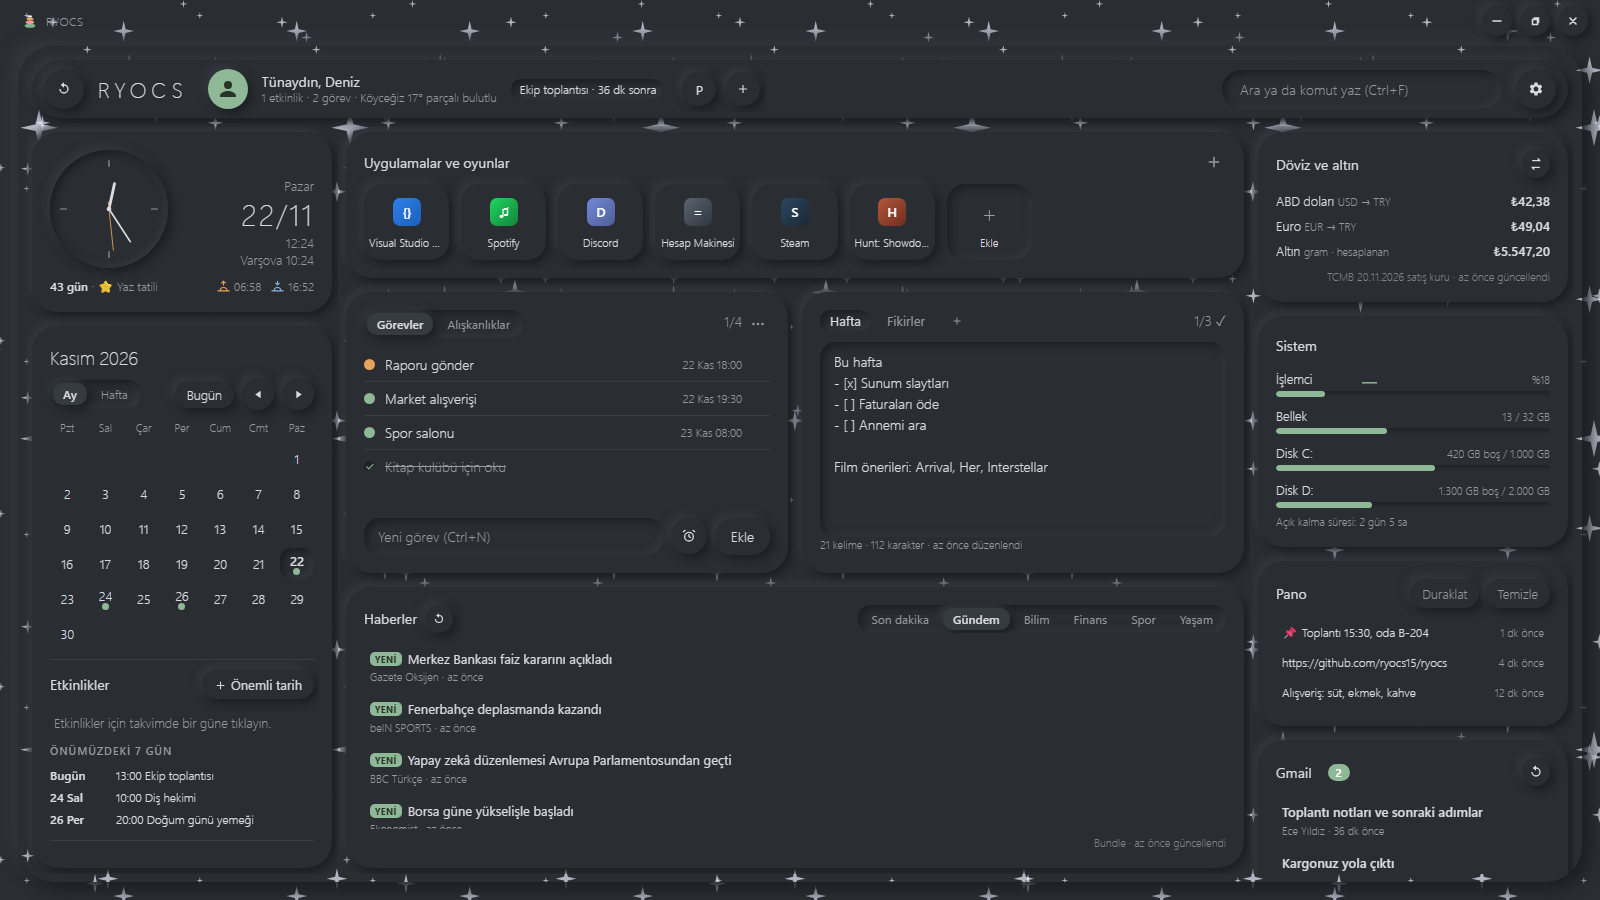 RYOCS
RYOCS
Tünaydın, Deniz
1 etkinlik · 2 görev · Köyceğiz 17° parçalı bulutlu
Ekip toplantısı · 36 dk sonra
P
+
Ara ya da komut yaz (Ctrl+F)
Pazar
22/11
12:24
Varşova 10:24
43 gün · ⭐ Yaz tatili
06:58
16:52
Kasım 2026
Ay
Hafta
Bugün
Pzt Sal Çar Per Cum Cmt Paz
1
2 3 4 5 6 7 8
9 10 11 12 13 14 15
16 17 18 19 20 21 22
23 24 25 26 27 28 29
30
Etkinlikler
+ Önemli tarih
Etkinlikler için takvimde bir güne tıklayın.
ÖNÜMÜZDEKİ 7 GÜN
Bugün 13:00 Ekip toplantısı
24 Sal 10:00 Diş hekimi
26 Per 20:00 Doğum günü yemeği
Uygulamalar ve oyunlar
+
{}
D
=
S
H
+
Visual Studio ...
Spotify
Discord
Hesap Makinesi
Steam
Hunt: Showdo...
Ekle
Görevler
Alışkanlıklar
1/4 ···
Raporu gönder 22 Kas 18:00
Market alışverişi 22 Kas 19:30
Spor salonu 23 Kas 08:00
✓ Kitap kulübü için oku
Yeni görev (Ctrl+N)
Ekle
Hafta
Fikirler
+
1/3 ✓
Bu hafta
- [x] Sunum slaytları
- [ ] Faturaları öde
- [ ] Annemi ara
Film önerileri: Arrival, Her, Interstellar
21 kelime · 112 karakter · az önce düzenlendi
Haberler
Son dakika
Gündem
Bilim
Finans
Spor
Yaşam
YENİ Merkez Bankası faiz kararını açıkladı
Gazete Oksijen · az önce
YENİ Fenerbahçe deplasmanda kazandı
beIN SPORTS · az önce
YENİ Yapay zekâ düzenlemesi Avrupa Parlamentosundan geçti
BBC Türkçe · az önce
YENİ Borsa güne yükselişle başladı
Ekonomist · az önce
Bundle · az önce güncellendi
Döviz ve altın
ABD doları USD → TRY ₺42,38
Euro EUR → TRY ₺49,04
Altın gram · hesaplanan ₺5.547,20
TCMB 20.11.2026 satış kuru · az önce güncellendi
Sistem
İşlemci %18
Bellek 13 / 32 GB
Disk C: 420 GB boş / 1.000 GB
Disk D: 1.300 GB boş / 2.000 GB
Açık kalma süresi: 2 gün 5 sa
Pano
Duraklat
Temizle
📌 Toplantı 15:30, oda B-204 1 dk önce
https://github.com/ryocs15/ryocs 4 dk önce
Alışveriş: süt, ekmek, kahve 12 dk önce
Gmail 2
Toplantı notları ve sonraki adımlar
Ece Yıldız · 36 dk önce
Kargonuz yola çıktı